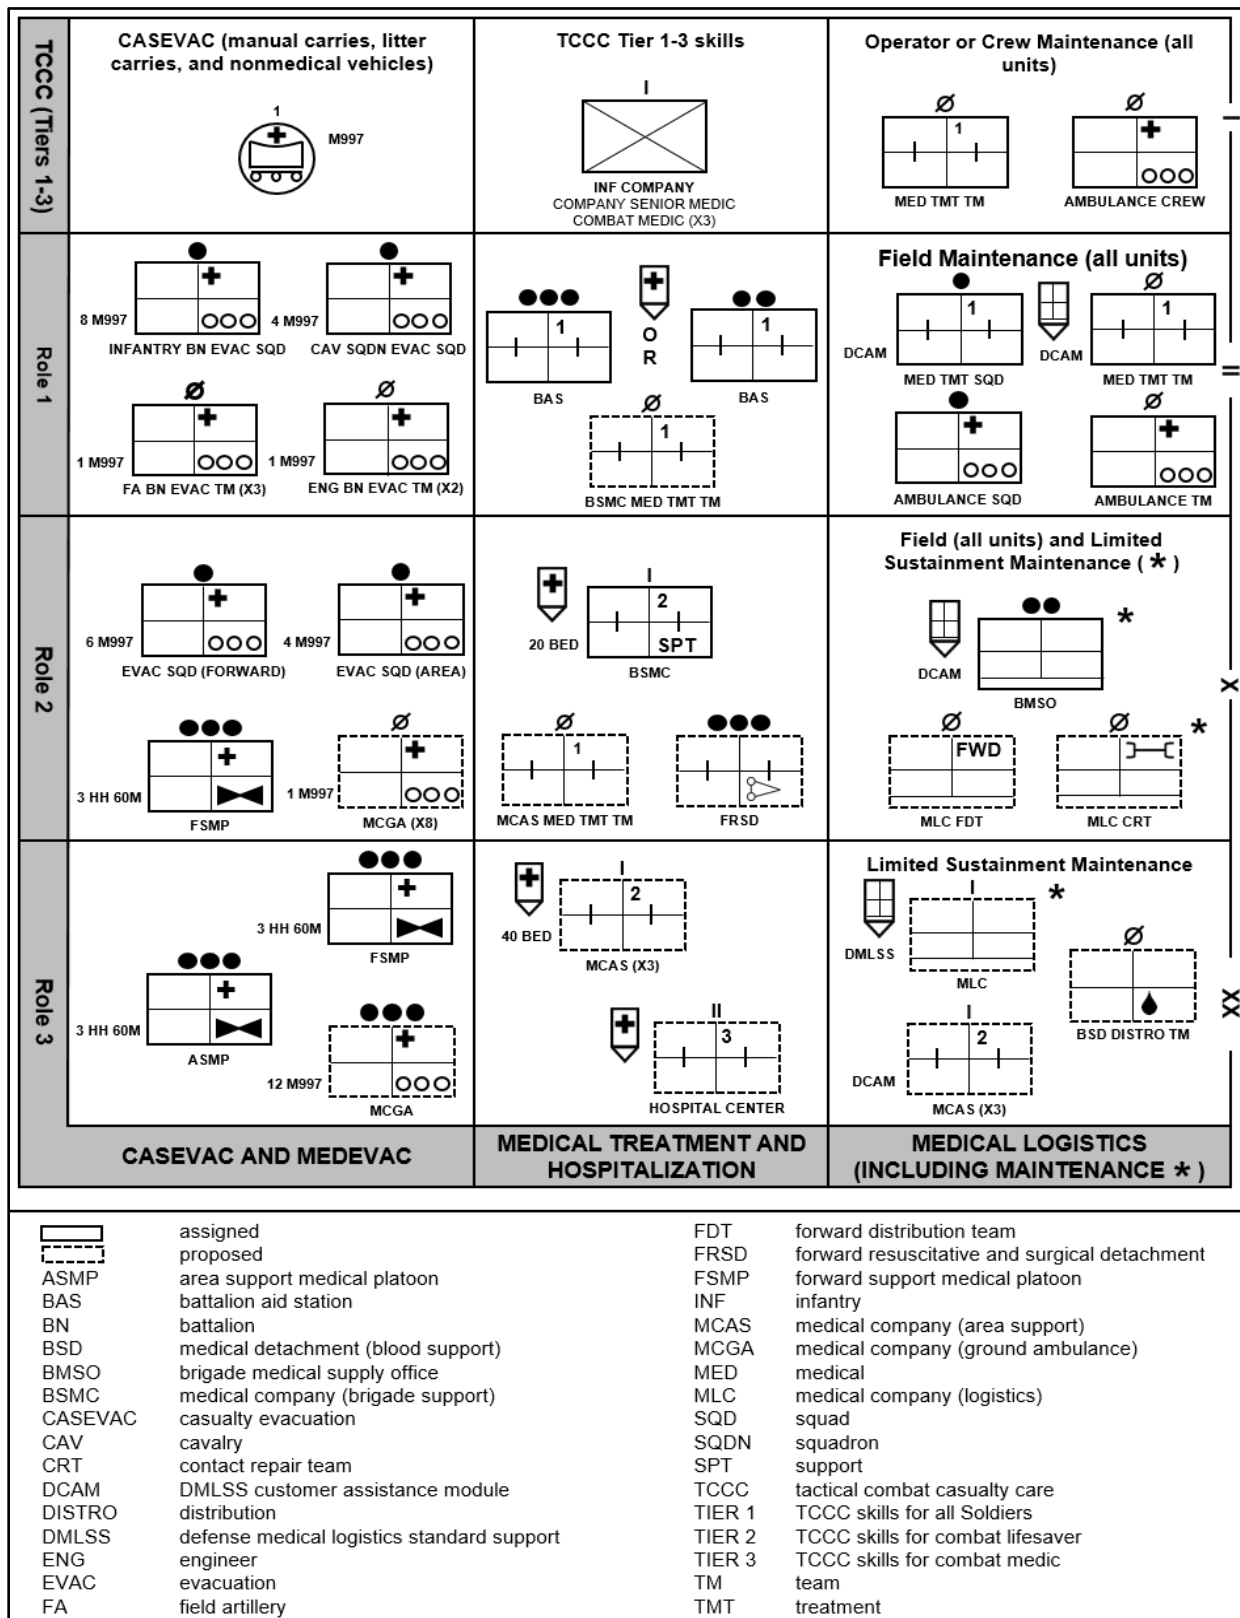 TCCC (Tiers 1-3)
CASEVAC (manual carries, litter
carries, and nonmedical vehicles)
1
M997
TCCC Tier 1-3 skills
I
INF COMPANY
COMPANY SENIOR MEDIC
COMBAT MEDIC (X3)
Operator or Crew Maintenance (all
units)
Ø
1
MED TMT TM
Ø
AMBULANCE CREW
I
Role 1
8 M997
INFANTRY BN EVAC SQD
4 M997
CAV SQDN EVAC SQD
Ø
1 M997
FA BN EVAC TM (X3)
Ø
1 M997
ENG BN EVAC TM (X2)
1
BAS
O
R
1
BAS
Ø
1
BSMC MED TMT TM
Field Maintenance (all units)
1
DCAM
MED TMT SQD
DCAM
Ø
1
MED TMT TM
AMBULANCE SQD
Ø
AMBULANCE TM
II
Role 2
6 M997
EVAC SQD (FORWARD)
4 M997
EVAC SQD (AREA)
3 HH 60M
FSMP
Ø
1 M997
MCGA (X8)
20 BED
I
2
SPT
BSMC
Ø
1
MCAS MED TMT TM
FRSD
Field (all units) and Limited
Sustainment Maintenance ( * )
DCAM
*
BMSO
Ø
FWD
MLC FDT
Ø
*
MLC CRT
X
Role 3
3 HH 60M
FSMP
3 HH 60M
ASMP
12 M997
MCGA
40 BED
I
2
MCAS (X3)
II
3
HOSPITAL CENTER
Limited Sustainment Maintenance
DMLSS
I
*
MLC
Ø
BSD DISTRO TM
I
2
DCAM
MCAS (X3)
XX
CASEVAC AND MEDEVAC
MEDICAL TREATMENT AND
HOSPITALIZATION
MEDICAL LOGISTICS
(INCLUDING MAINTENANCE * )
assigned
proposed
ASMP area support medical platoon
BAS battalion aid station
BN battalion
BSD medical detachment (blood support)
BMSO brigade medical supply office
BSMC medical company (brigade support)
CASEVAC casualty evacuation
CAV cavalry
CRT contact repair team
DCAM DMLSS customer assistance module
DISTRO distribution
DMLSS defense medical logistics standard support
ENG engineer
EVAC evacuation
FA field artillery
FDT forward distribution team
FRSD forward resuscitative and surgical detachment
FSMP forward support medical platoon
INF infantry
MCAS medical company (area support)
MCGA medical company (ground ambulance)
MED medical
MLC medical company (logistics)
SQD squad
SQDN squadron
SPT support
TCCC tactical combat casualty care
TIER 1 TCCC skills for all Soldiers
TIER 2 TCCC skills for combat lifesaver
TIER 3 TCCC skills for combat medic
TM team
TMT treatment